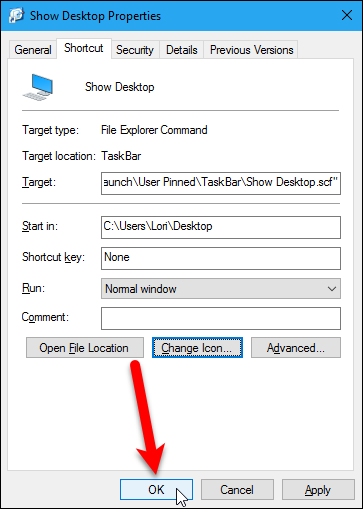 Show Desktop Properties
General Shortcut Security Details Previous Versions
Show Desktop
Target type: File Explorer Command
Target location: TaskBar
Target: aunch\User Pinned\TaskBar\Show Desktop.scf"
Start in: C:\Users\Lori\Desktop
Shortcut key: None
Run: Normal window
Comment:
Open File Location Change Icon... Advanced...
OK Cancel Apply